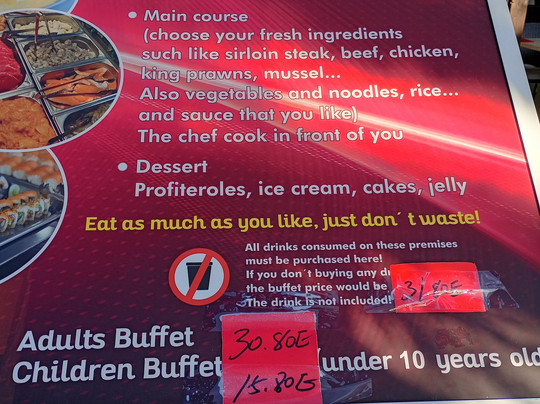 • Main course
(choose your fresh ingredients
such like sirloin steak, beef, chicken,
king prawns, mussel...
Also vegetables and noodles, rice...
and sauce that you like)
The chef cook in front of you
• Dessert
Profiteroles, ice cream, cakes, jelly
Eat as much as you like, just don´t waste!
All drinks consumed on these premises
must be purchased here!
If you don´t buying any
the buffet price would be 31.80E
The drink is not included!
Adults Buffet 30.80E
Children Buffet 15.80E (under 10 years old